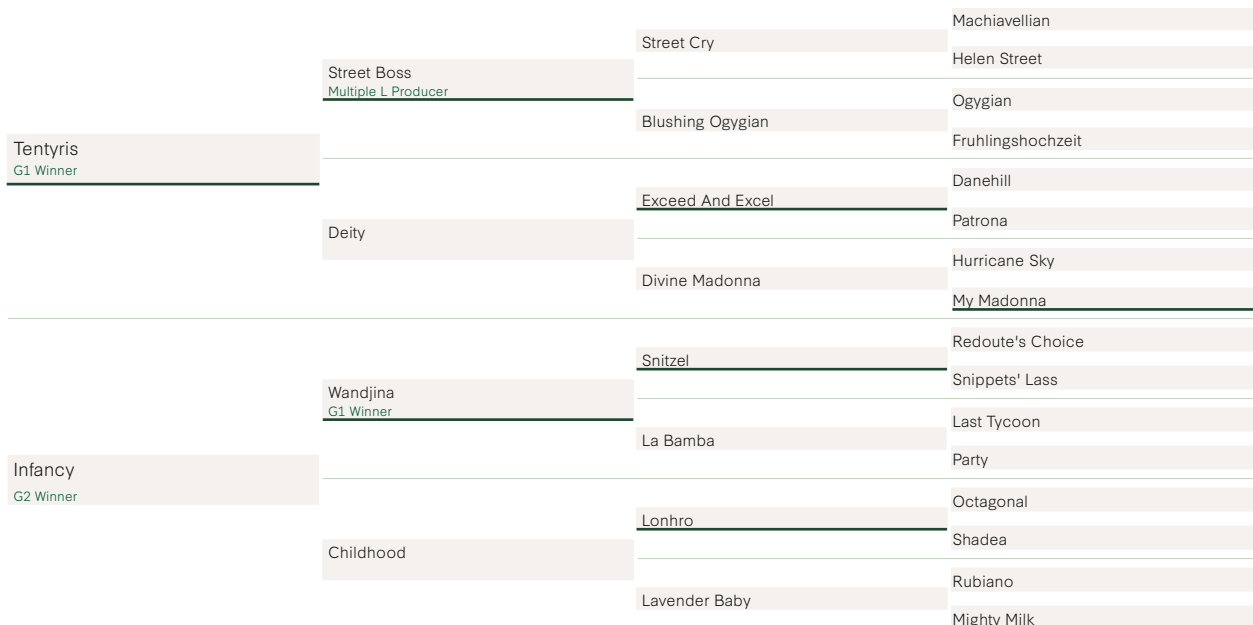 Tentyris
G1 Winner
Street Boss
Multiple L Producer
Street Cry
Machiavellian
Helen Street
Blushing Ogygian
Ogygian
Fruhlingshochzeit
Deity
Exceed And Excel
Danehill
Patrona
Divine Madonna
Hurricane Sky
My Madonna
Infancy
G2 Winner
Wandjina
G1 Winner
Snitzel
Redoute's Choice
Snippets' Lass
La Bamba
Last Tycoon
Party
Childhood
Lonhro
Octagonal
Shadea
Lavender Baby
Rubiano
Mighty Milk